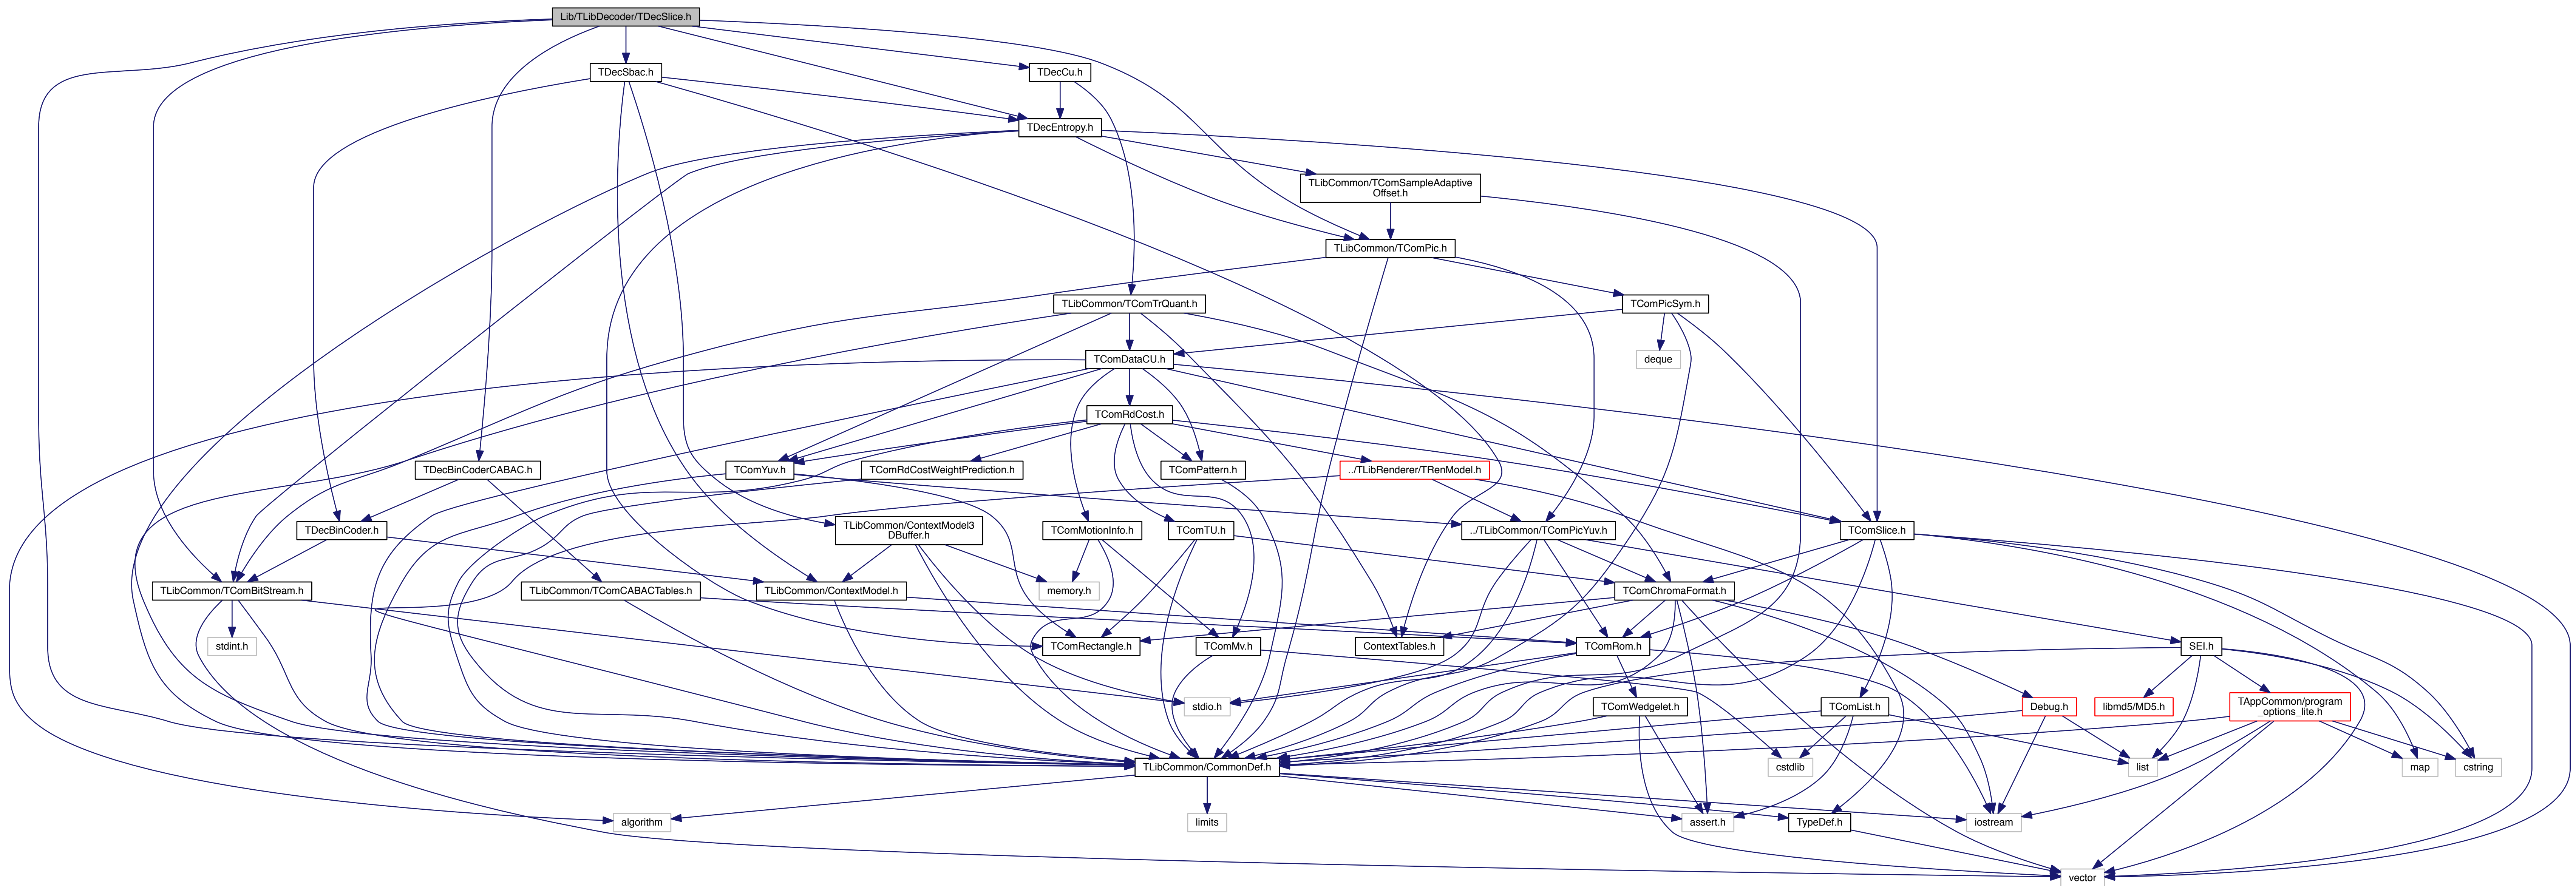 Lib/TLibDecoder/TDecSlice.h
TDecSbac.h
TDecCu.h
TDecEntropy.h
TLibCommon/TComSampleAdaptive
Offset.h
TLibCommon/TComPic.h
TLibCommon/TComTrQuant.h
TComPicSym.h
TComDataCU.h
deque
TComRdCost.h
TDecBinCoderCABAC.h
TComYuv.h
TComRdCostWeightPrediction.h
TComPattern.h
../TLibRenderer/TRenModel.h
TDecBinCoder.h
TLibCommon/ContextModel3
DBuffer.h
TComMotionInfo.h
TComTU.h
../TLibCommon/TComPicYuv.h
TComSlice.h
TLibCommon/TComBitStream.h
TLibCommon/TComCABACTables.h
TLibCommon/ContextModel.h
memory.h
TComChromaFormat.h
stdint.h
TComRectangle.h
TComMv.h
ContextTables.h
TComRom.h
SEI.h
stdio.h
TComWedgelet.h
TComList.h
Debug.h
libmd5/MD5.h
TAppCommon/program
_options_lite.h
TLibCommon/CommonDef.h
cstdlib
list
map
cstring
algorithm
limits
assert.h
TypeDef.h
iostream
vector